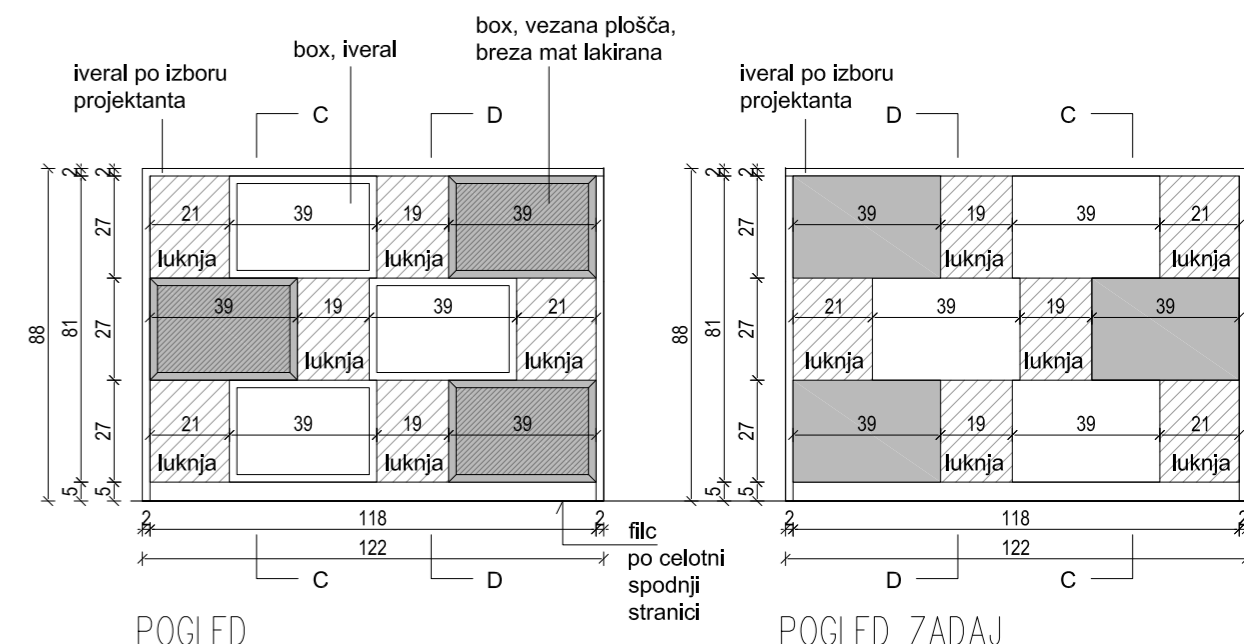 box, vezana plošča,
breza mat lakirana
box, iveral
iveral po izboru
projektanta
C
D
88
2
81
5
2
27
27
27
5
21
39
19
39
luknja
luknja
39
19
39
21
luknja
luknja
21
39
19
39
luknja
luknja
2
118
2
122
C
D
filc
po celotni
spodnji
stranici
POGLED
iveral po izboru
projektanta
D
C
88
2
81
5
2
27
27
27
5
39
19
39
21
luknja
luknja
21
39
19
39
luknja
luknja
39
19
39
21
luknja
luknja
2
118
2
122
D
C
POGLED ZADAJ